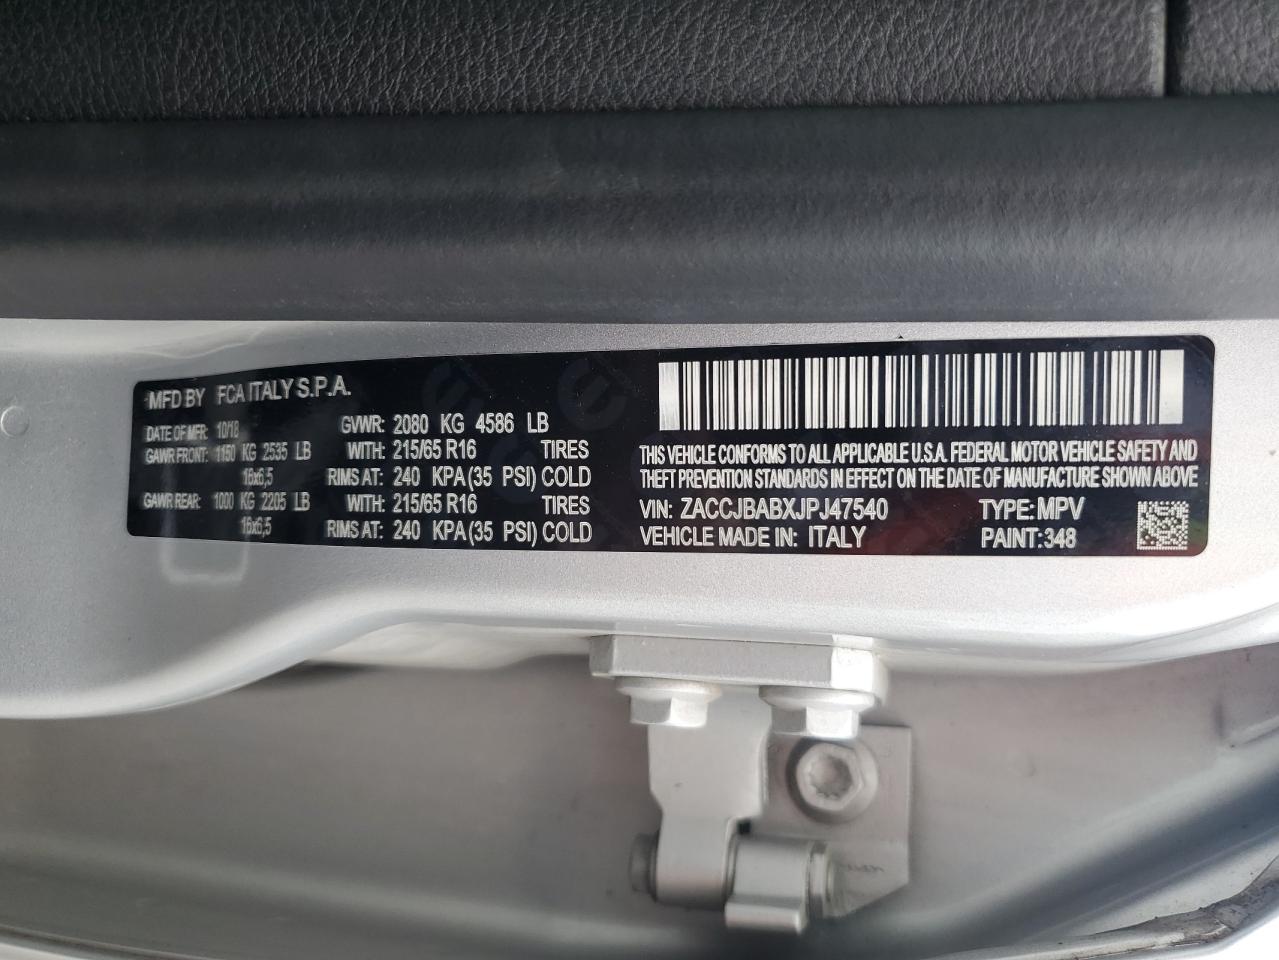 MFD BY FCA ITALY S.P.A.
DATE OF MFR: 10/18 GVWR: 2080 KG 4586 LB
GAWR FRONT: 1150 KG 2535 LB WITH: 215/65 R16 TIRES
16x6,5 RIMS AT: 240 KPA (35 PSI) COLD
GAWR REAR: 1000 KG 2205 LB WITH: 215/65 R16 TIRES
16x6,5 RIMS AT: 240 KPA (35 PSI) COLD
THIS VEHICLE CONFORMS TO ALL APPLICABLE U.S.A. FEDERAL MOTOR VEHICLE SAFETY AND
THEFT PREVENTION STANDARDS IN EFFECT ON THE DATE OF MANUFACTURE SHOWN ABOVE
VIN: ZACCJBABXJPJ47540 TYPE: MPV
VEHICLE MADE IN: ITALY PAINT: 348